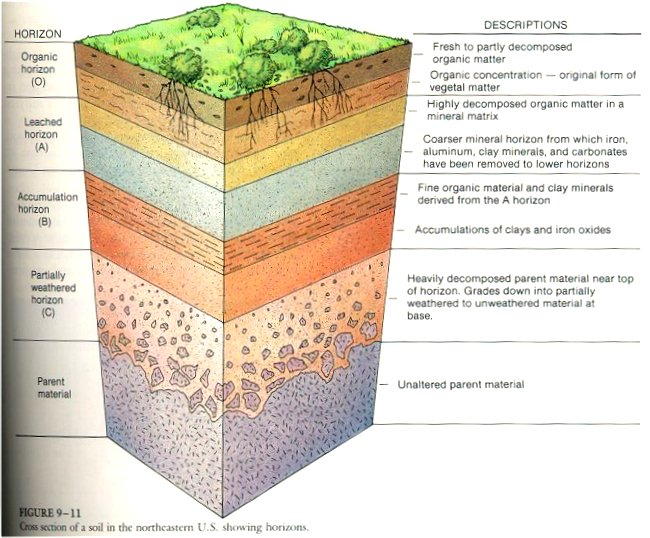 HORIZON
DESCRIPTIONS
Organic
horizon
(O)
Fresh to partly decomposed
organic matter
Organic concentration — original form of
vegetal matter
Leached
horizon
(A)
Highly decomposed organic matter in a
mineral matrix
Coarser mineral horizon from which iron,
aluminum, clay minerals, and carbonates
have been removed to lower horizons
Accumulation
horizon
(B)
Fine organic material and clay minerals
derived from the A horizon
Accumulations of clays and iron oxides
Partially
weathered
horizon
(C)
Heavily decomposed parent material near top
of horizon. Grades down into partially
weathered to unweathered material at
base.
Parent
material
Unaltered parent material
FIGURE 9–11
Cross section of a soil in the northeastern U.S. showing horizons.